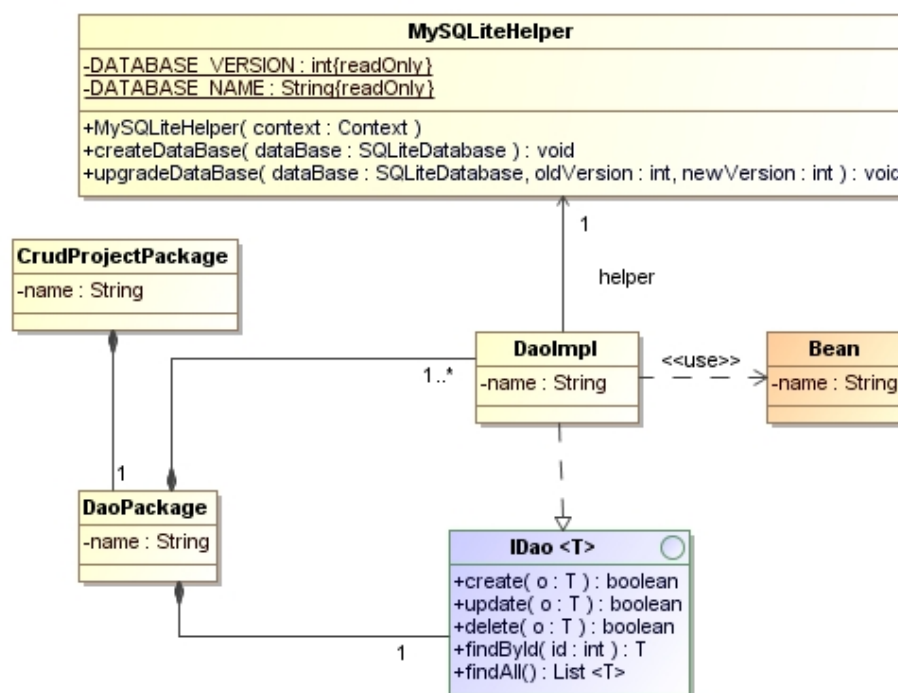 MySQLiteHelper
-DATABASE_VERSION : int{readOnly}
-DATABASE_NAME : String{readOnly}
+MySQLiteHelper( context : Context )
+createDataBase( dataBase : SQLiteDatabase ) : void
+upgradeDataBase( dataBase : SQLiteDatabase, oldVersion : int, newVersion : int ) : void
1
helper
CrudProjectPackage
-name : String
DaoImpl
-name : String
<<use>>
Bean
-name : String
1..*
1
DaoPackage
-name : String
IDao <T>
+create( o : T ) : boolean
+update( o : T ) : boolean
+delete( o : T ) : boolean
+findById( id : int ) : T
+findAll() : List <T>
1